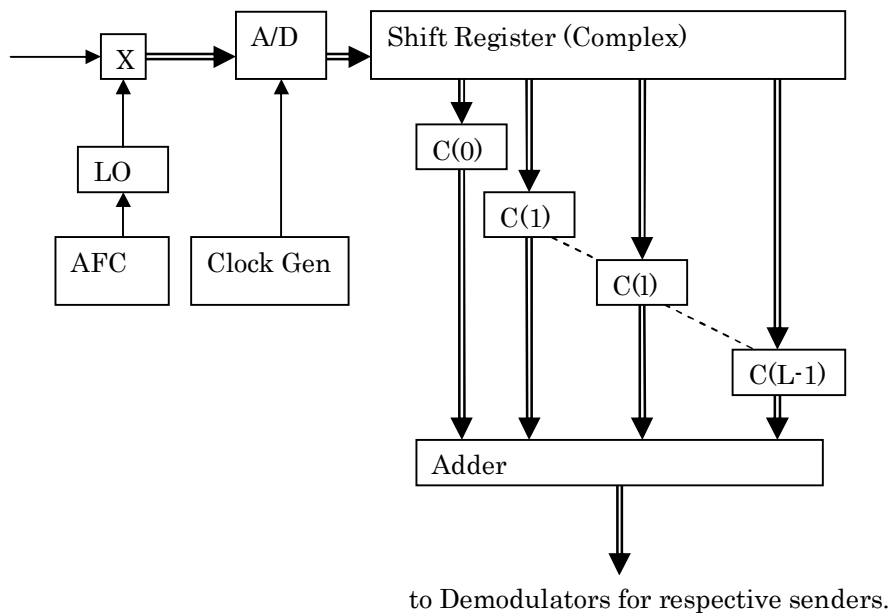 A/D
Shift Register (Complex)
X
C(0)
LO
C(1)
AFC
Clock Gen
C(l)
C(L-1)
Adder
to Demodulators for respective senders.